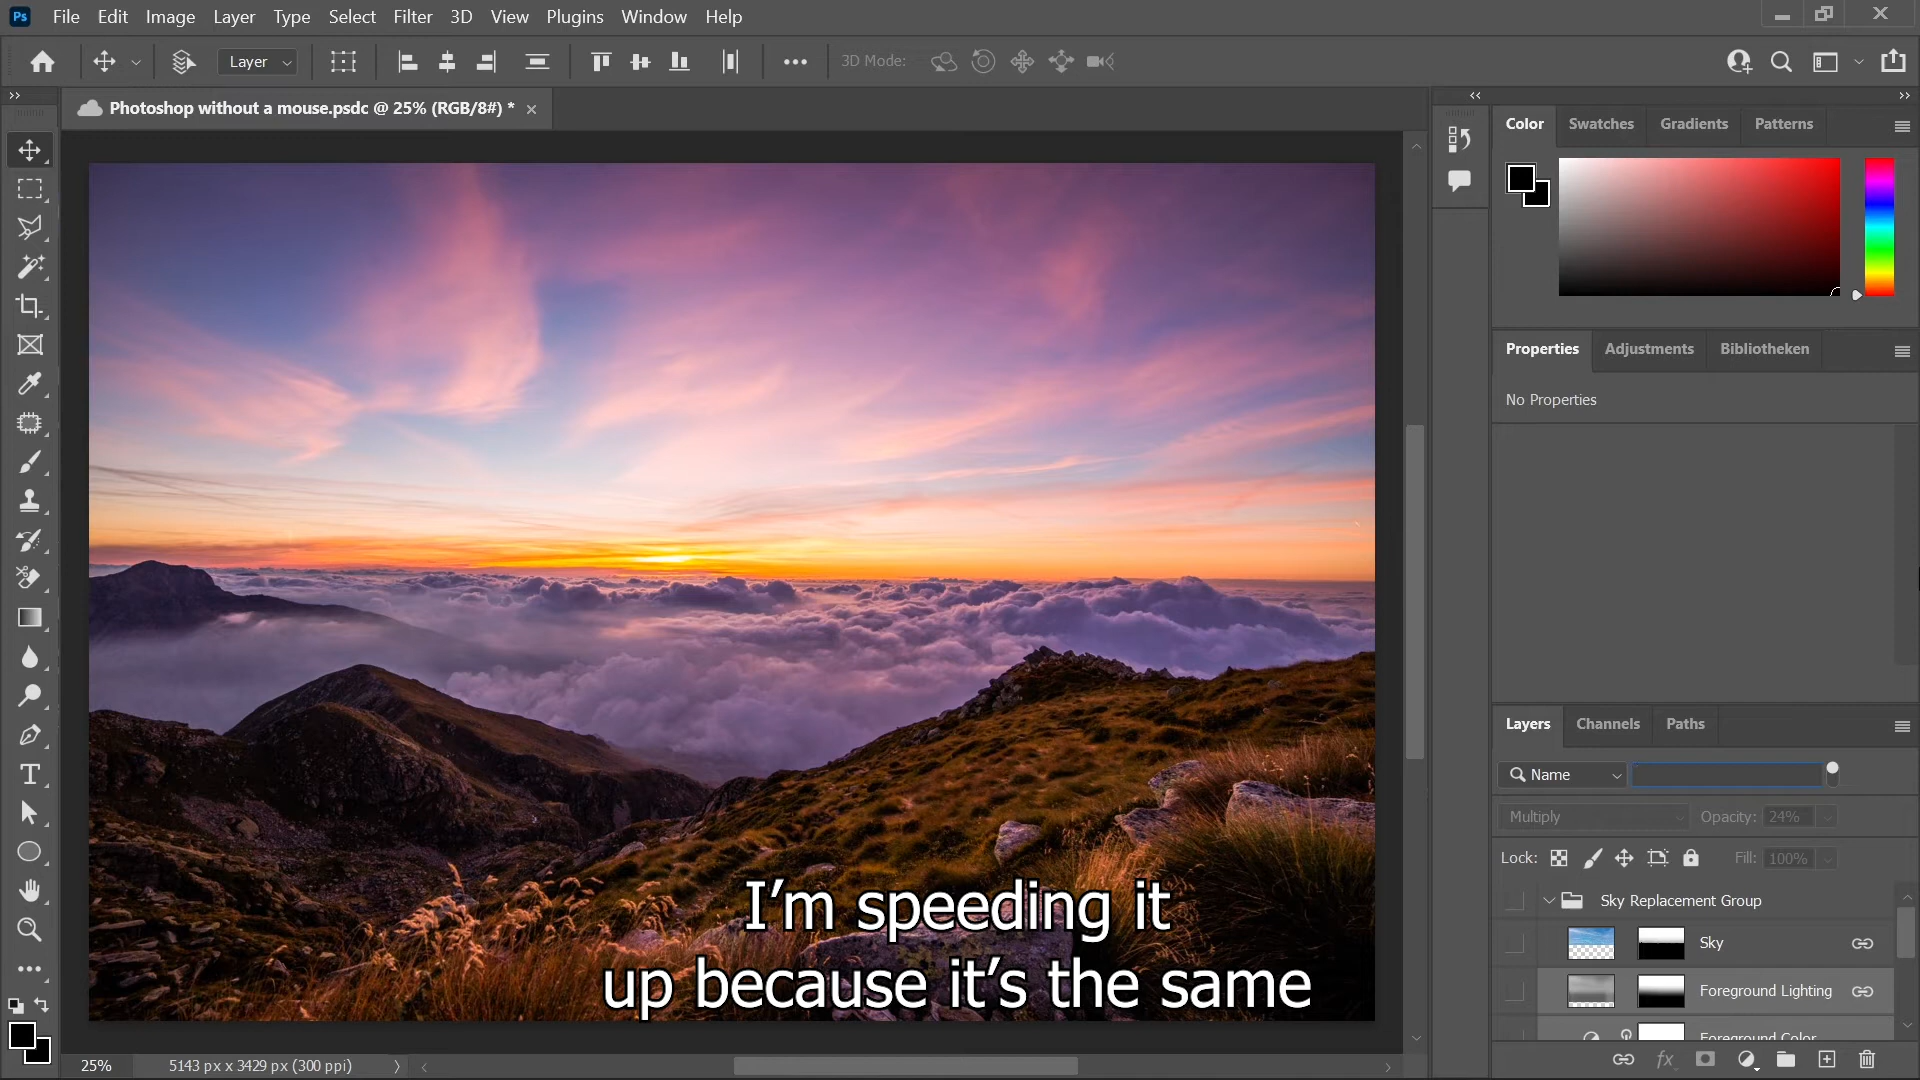 Ps File Edit Image Layer Type Select Filter 3D View Plugins Window Help
Layer 3D Mode:
Photoshop without a mouse.psdc @ 25% (RGB/8#) *
Color Swatches Gradients Patterns
Properties Adjustments Bibliotheken
No Properties
Layers Channels Paths
Name
Multiply Opacity: 24%
Lock: Fill: 100%
Sky Replacement Group
Sky
Foreground Lighting
Foreground Color
fx
I’m speeding it
up because it’s the same
25% 5143 px x 3429 px (300 ppi)